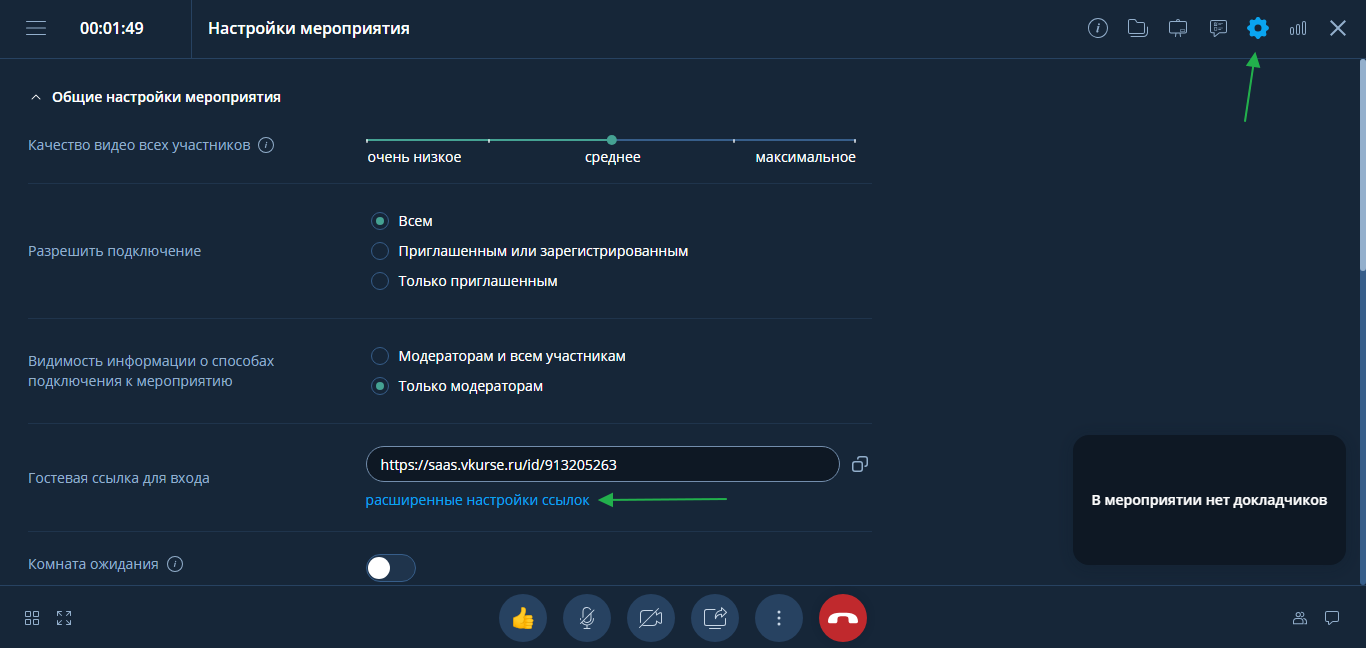 00:01:49
Настройки мероприятия
Общие настройки мероприятия
Качество видео всех участников
очень низкое
среднее
максимальное
Разрешить подключение
Всем
Приглашенным или зарегистрированным
Только приглашенным
Видимость информации о способах
подключения к мероприятию
Модераторам и всем участникам
Только модераторам
Гостевая ссылка для входа
https://saas.vkurse.ru/id/913205263
расширенные настройки ссылок
В мероприятии нет докладчиков
Комната ожидания